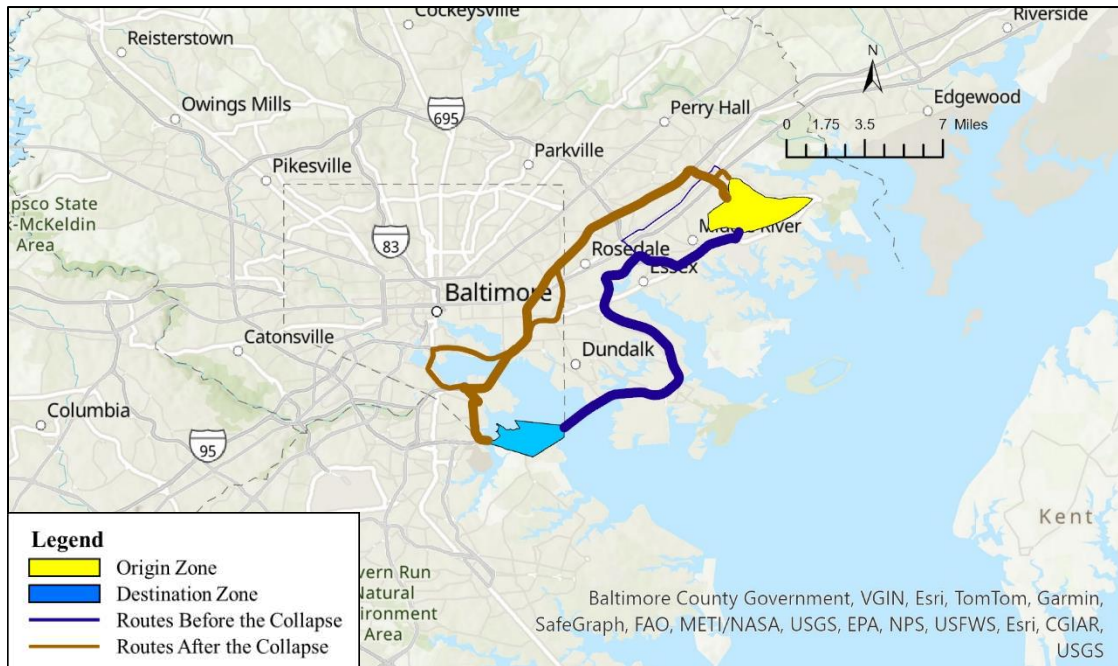 Cockeysville
Riverside
Reisterstown
N
Owings Mills
695
Perry Hall
Edgewood
0 1.75 3.5 7 Miles
Parkville
Pikesville
psco State
k-McKeldin
Area
83
Middle River
Rosedale
Essex
Baltimore
Catonsville
Dundalk
Columbia
95
Kent
Legend
Origin Zone
Destination Zone
Routes Before the Collapse
Routes After the Collapse
vern Run
Natural
ironment
Area
Baltimore County Government, VGIN, Esri, TomTom, Garmin,
SafeGraph, FAO, METI/NASA, USGS, EPA, NPS, USFWS, Esri, CGIAR,
USGS